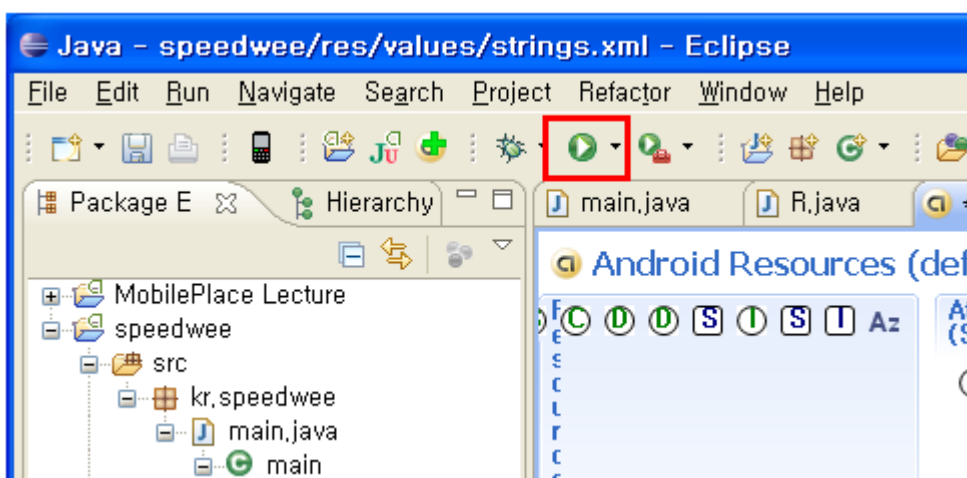 Java - speedwee/res/values/strings.xml - Eclipse
File Edit Run Navigate Search Project Refactor Window Help
Package E Hierarchy main.java R.java
Android Resources (def
MobilePlace Lecture
C D D S I S I Az
speedwee
src
kr.speedwee
main.java
main